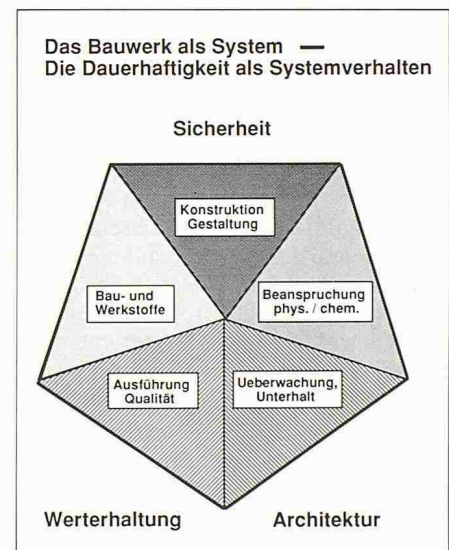 Das Bauwerk als System —
Die Dauerhaftigkeit als Systemverhalten
Sicherheit
Konstruktion
Gestaltung
Bau- und
Werkstoffe
Beanspruchung
phys. / chem.
Ausführung
Qualität
Ueberwachung,
Unterhalt
Werterhaltung
Architektur